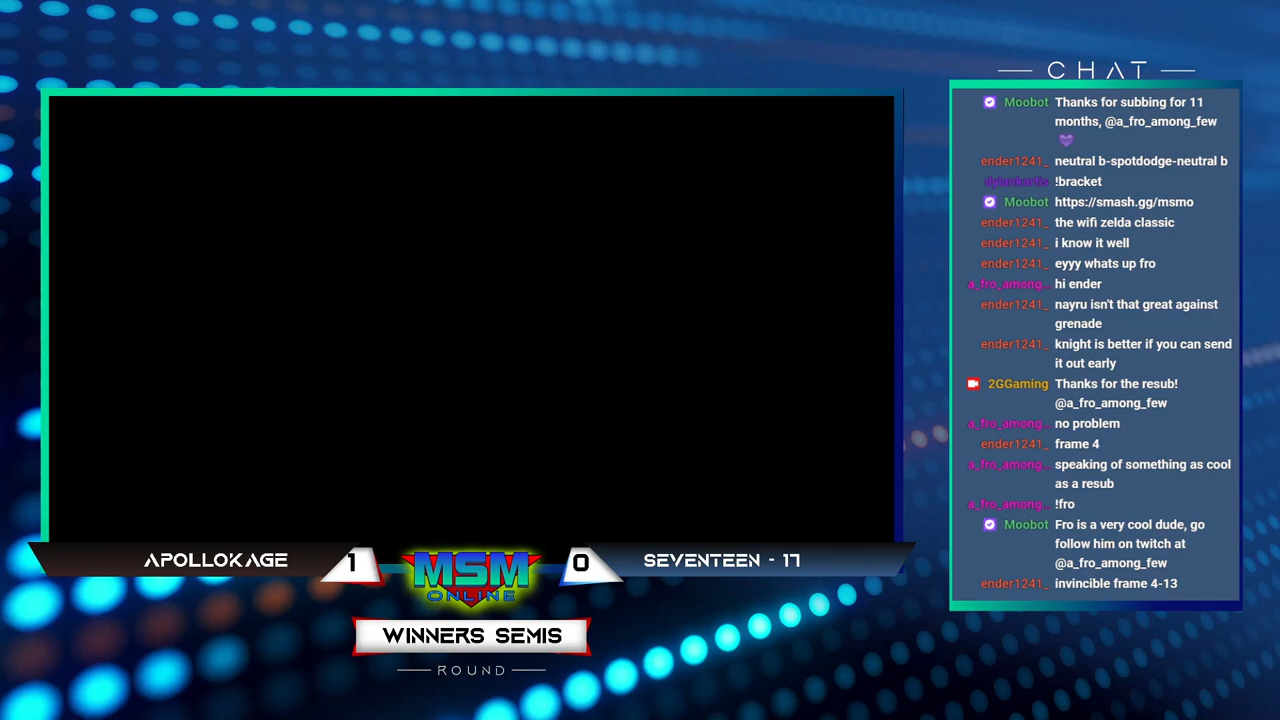 CHAT
Moobot Thanks for subbing for 11
months, @a_fro_among_few
ender1241_ neutral b-spotdodge-neutral b
!bracket
Moobot https://smash.gg/msmo
ender1241_ the wifi zelda classic
ender1241_ i know it well
ender1241_ eyyy whats up fro
a_fro_among... hi ender
ender1241_ nayru isn't that great against
grenade
ender1241_ knight is better if you can send
it out early
2GGaming Thanks for the resub!
@a_fro_among_few
a_fro_among... no problem
ender1241_ frame 4
a_fro_among... speaking of something as cool
as a resub
a_fro_among... !fro
Moobot Fro is a very cool dude, go
follow him on twitch at
@a_fro_among_few
ender1241_ invincible frame 4-13
APOLLOKAGE 1 MSM 0 SEVENTEEN - 17
ONLINE
WINNERS SEMIS
ROUND